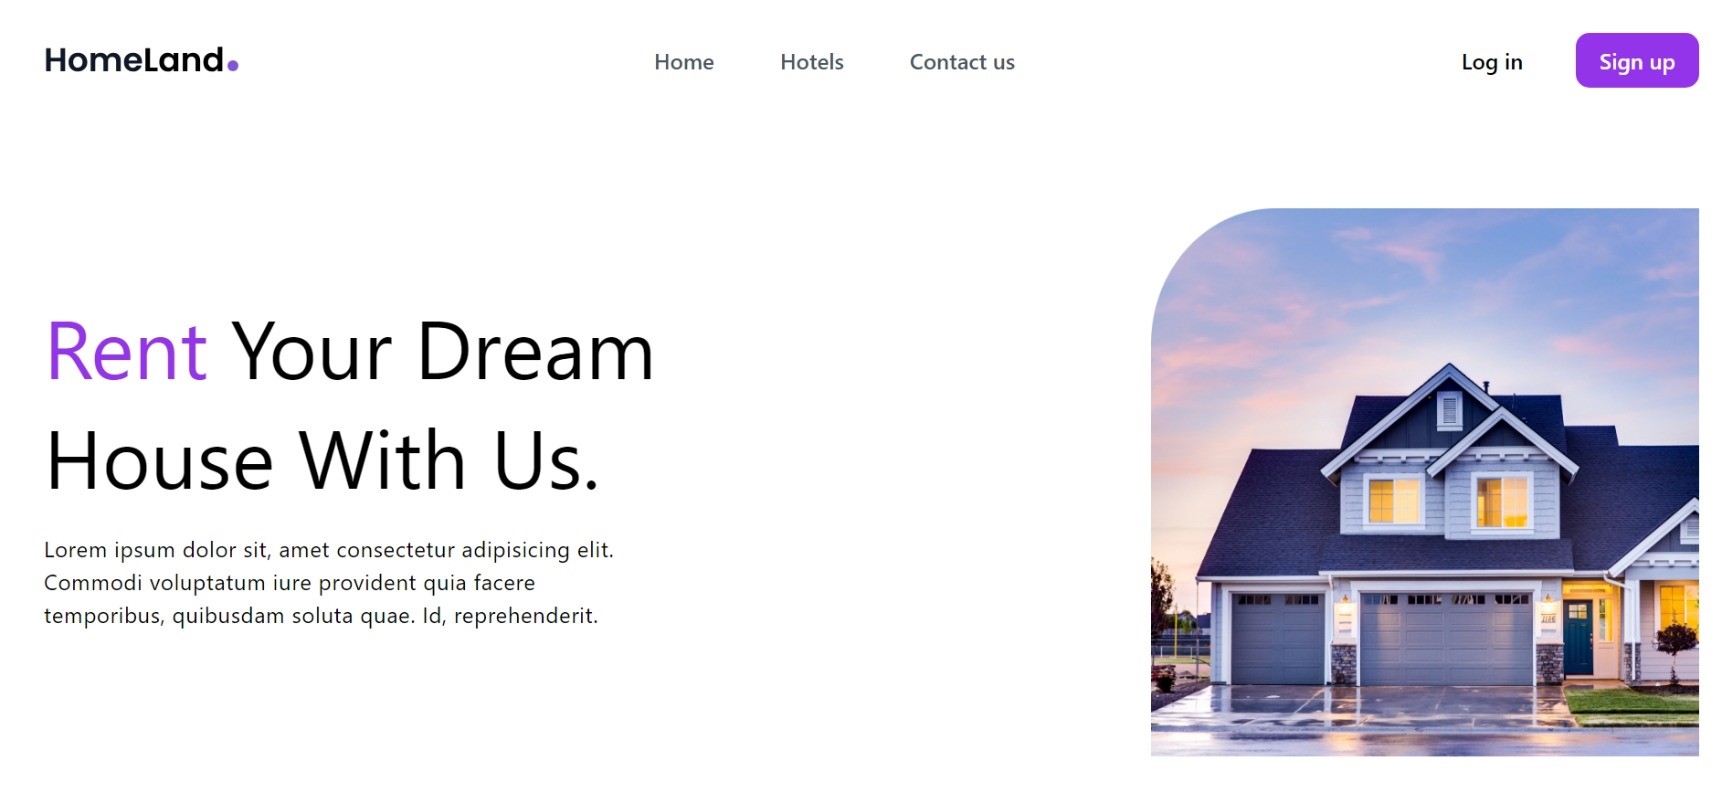 HomeLand.
Home
Hotels
Contact us
Log in
Sign up
Rent Your Dream
House With Us.
Lorem ipsum dolor sit, amet consectetur adipisicing elit.
Commodi voluptatum iure provident quia facere
temporibus, quibusdam soluta quae. Id, reprehenderit.